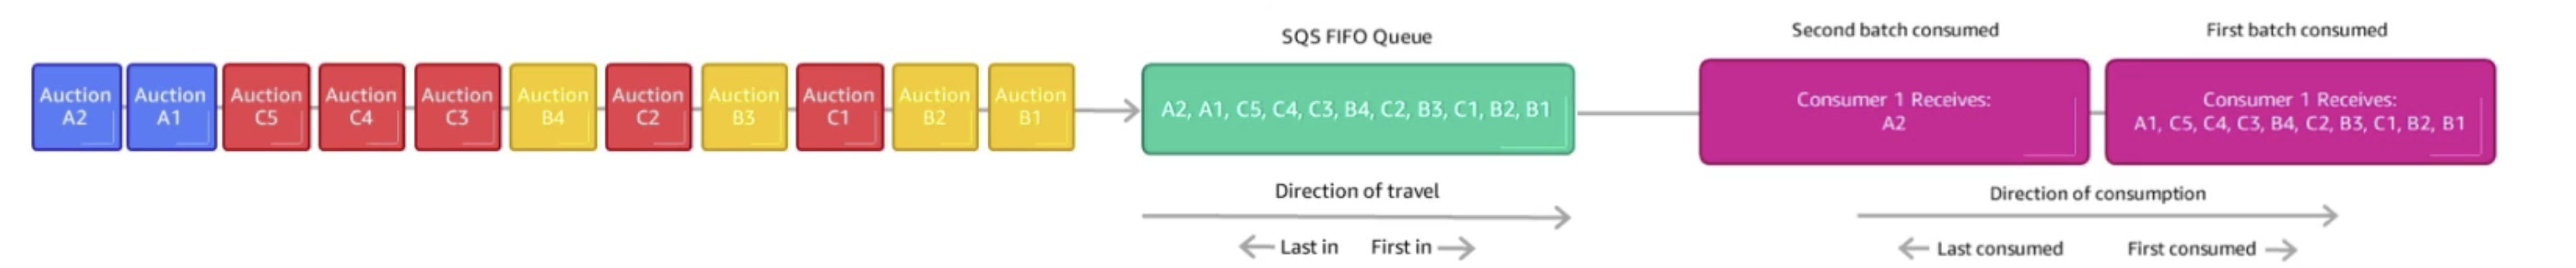 Auction
A2
Auction
A1
Auction
C5
Auction
C4
Auction
C3
Auction
B4
Auction
C2
Auction
B3
Auction
C1
Auction
B2
Auction
B1
SQS FIFO Queue
A2, A1, C5, C4, C3, B4, C2, B3, C1, B2, B1
Direction of travel
Last in
First in
Second batch consumed
Consumer 1 Receives:
A2
First batch consumed
Consumer 1 Receives:
A1, C5, C4, C3, B4, C2, B3, C1, B2, B1
Direction of consumption
Last consumed
First consumed